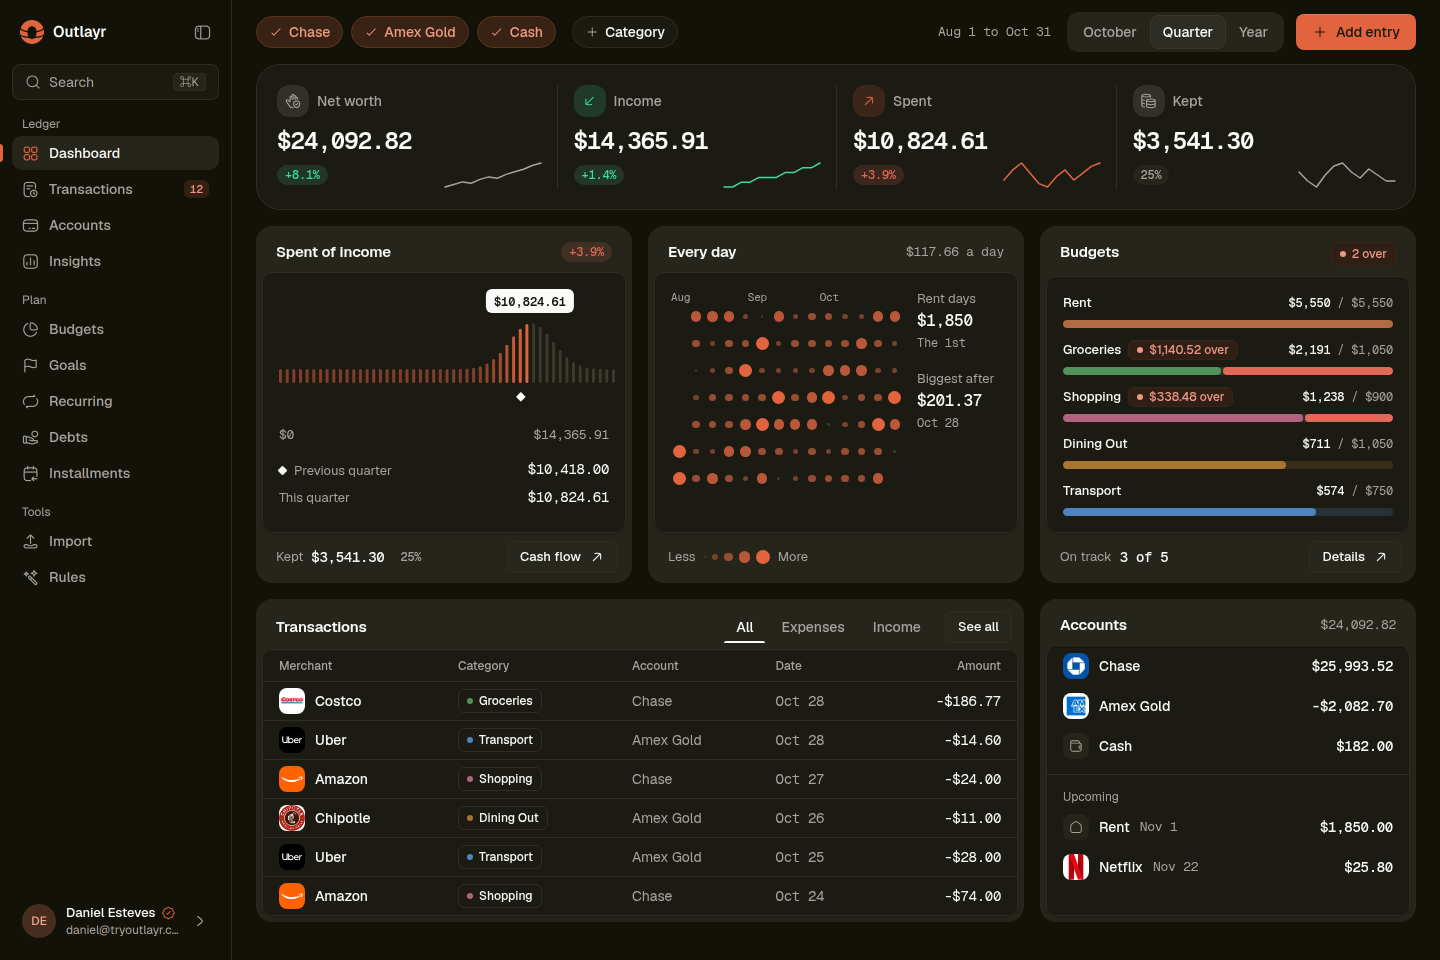 Outlayr
Search ⌘K
Ledger
Dashboard
Transactions 12
Accounts
Insights
Plan
Budgets
Goals
Recurring
Debts
Installments
Tools
Import
Rules
DE
Daniel Esteves
daniel@tryoutlayr.c...
Chase Amex Gold Cash + Category
Aug 1 to Oct 31 October Quarter Year + Add entry
Net worth
$24,092.82
+8.1%
Income
$14,365.91
+1.4%
Spent
$10,824.61
+3.9%
Kept
$3,541.30
25%
Spent of Income +3.9%
$10,824.61
$0 $14,365.91
Previous quarter $10,418.00
This quarter $10,824.61
Kept $3,541.30 25% Cash flow
Every day $117.66 a day
Aug Sep Oct
Rent days
$1,850
The 1st
Biggest after
$201.37
Oct 28
Less More
Budgets 2 over
Rent $5,550 / $5,550
Groceries $1,140.52 over $2,191 / $1,050
Shopping $338.48 over $1,238 / $900
Dining Out $711 / $1,050
Transport $574 / $750
On track 3 of 5 Details
Transactions All Expenses Income See all
Merchant Category Account Date Amount
Costco Groceries Chase Oct 28 -$186.77
Uber Uber Transport Amex Gold Oct 28 -$14.60
Amazon Shopping Chase Oct 27 -$24.00
Chipotle Dining Out Amex Gold Oct 26 -$11.00
Uber Uber Transport Amex Gold Oct 25 -$28.00
Amazon Shopping Chase Oct 24 -$74.00
Accounts $24,092.82
Chase $25,993.52
Amex Gold -$2,082.70
Cash $182.00
Upcoming
Rent Nov 1 $1,850.00
Netflix Nov 22 $25.80